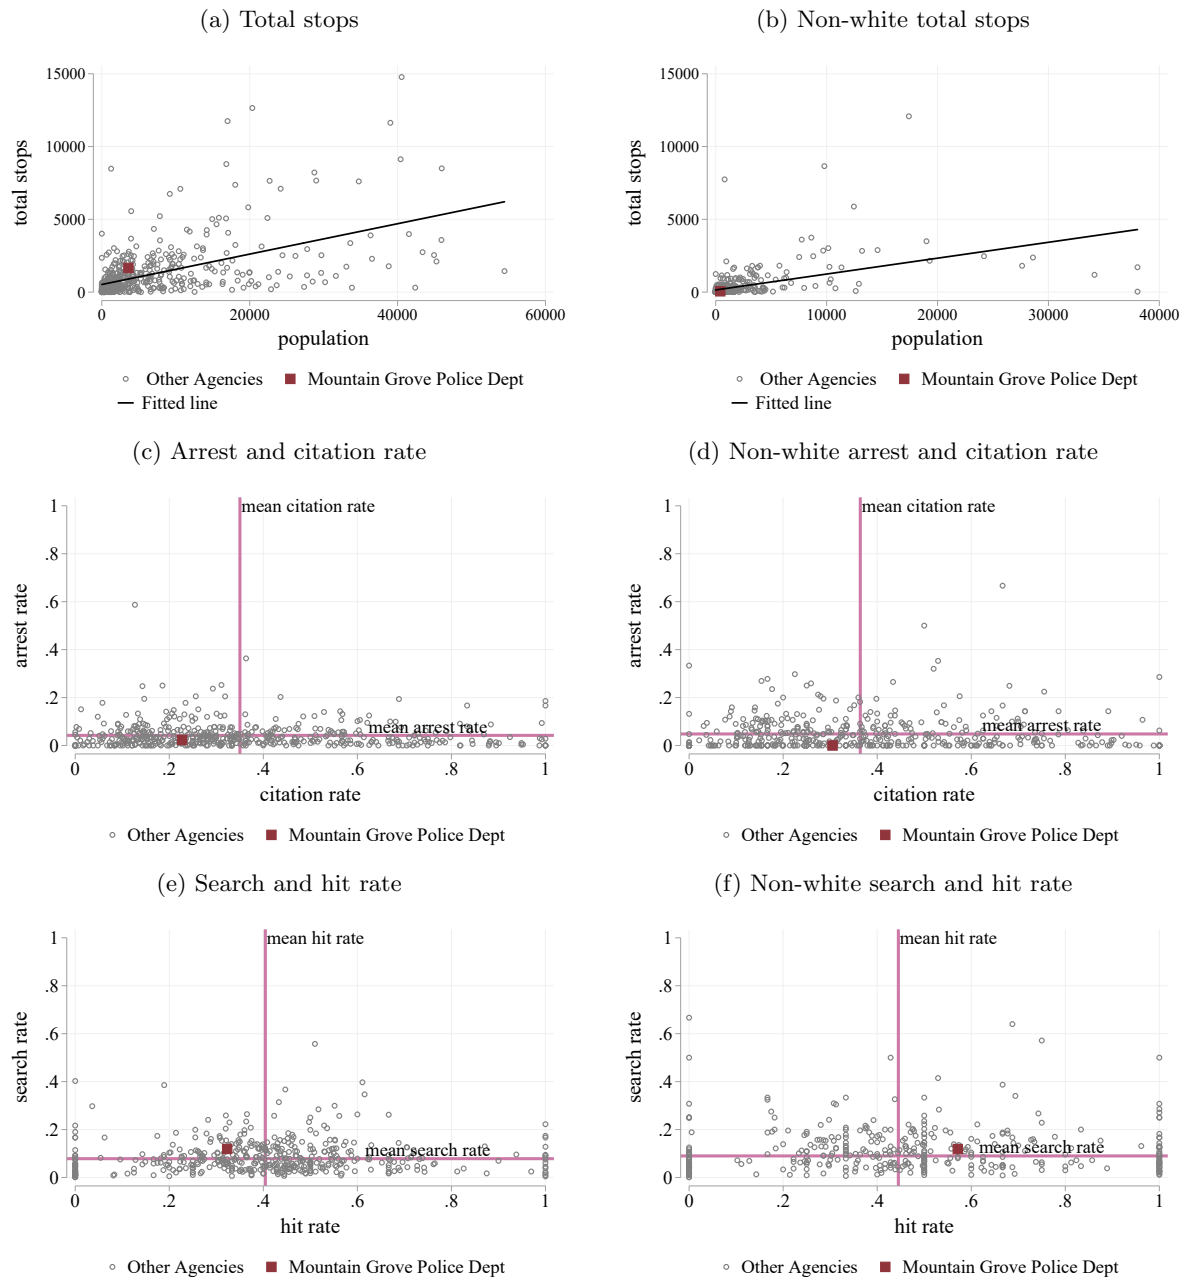 (a) Total stops
total stops
15000
10000
5000
0
0 20000 40000 60000
population
Other Agencies Mountain Grove Police Dept
Fitted line
(b) Non-white total stops
total stops
15000
10000
5000
0
0 10000 20000 30000 40000
population
Other Agencies Mountain Grove Police Dept
Fitted line
(c) Arrest and citation rate
arrest rate
1
.8
.6
.4
.2
0
mean citation rate
mean arrest rate
0 .2 .4 .6 .8 1
citation rate
Other Agencies Mountain Grove Police Dept
(d) Non-white arrest and citation rate
arrest rate
1
.8
.6
.4
.2
0
mean citation rate
mean arrest rate
0 .2 .4 .6 .8 1
citation rate
Other Agencies Mountain Grove Police Dept
(e) Search and hit rate
search rate
1
.8
.6
.4
.2
0
mean hit rate
mean search rate
0 .2 .4 .6 .8 1
hit rate
Other Agencies Mountain Grove Police Dept
(f) Non-white search and hit rate
search rate
1
.8
.6
.4
.2
0
mean hit rate
mean search rate
0 .2 .4 .6 .8 1
hit rate
Other Agencies Mountain Grove Police Dept